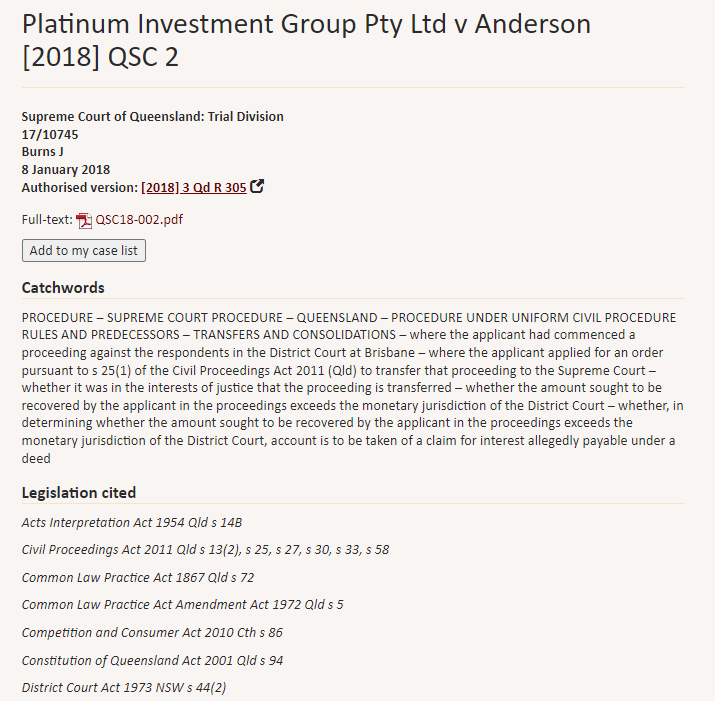 Platinum Investment Group Pty Ltd v Anderson
[2018] QSC 2
Supreme Court of Queensland: Trial Division
17/10745
Burns J
8 January 2018
Authorised version: [2018] 3 Qd R 305
Full-text: QSC18-002.pdf
Add to my case list
Catchwords
PROCEDURE – SUPREME COURT PROCEDURE – QUEENSLAND – PROCEDURE UNDER UNIFORM CIVIL PROCEDURE
RULES AND PREDECESSORS – TRANSFERS AND CONSOLIDATIONS – where the applicant had commenced a
proceeding against the respondents in the District Court at Brisbane – where the applicant applied for an order
pursuant to s 25(1) of the Civil Proceedings Act 2011 (Qld) to transfer that proceeding to the Supreme Court –
whether it was in the interests of justice that the proceeding is transferred – whether the amount sought to be
recovered by the applicant in the proceedings exceeds the monetary jurisdiction of the District Court – whether, in
determining whether the amount sought to be recovered by the applicant in the proceedings exceeds the
monetary jurisdiction of the District Court, account is to be taken of a claim for interest allegedly payable under a
deed
Legislation cited
Acts Interpretation Act 1954 Qld s 14B
Civil Proceedings Act 2011 Qld s 13(2), s 25, s 27, s 30, s 33, s 58
Common Law Practice Act 1867 Qld s 72
Common Law Practice Act Amendment Act 1972 Qld s 5
Competition and Consumer Act 2010 Cth s 86
Constitution of Queensland Act 2001 Qld s 94
District Court Act 1973 NSW s 44(2)